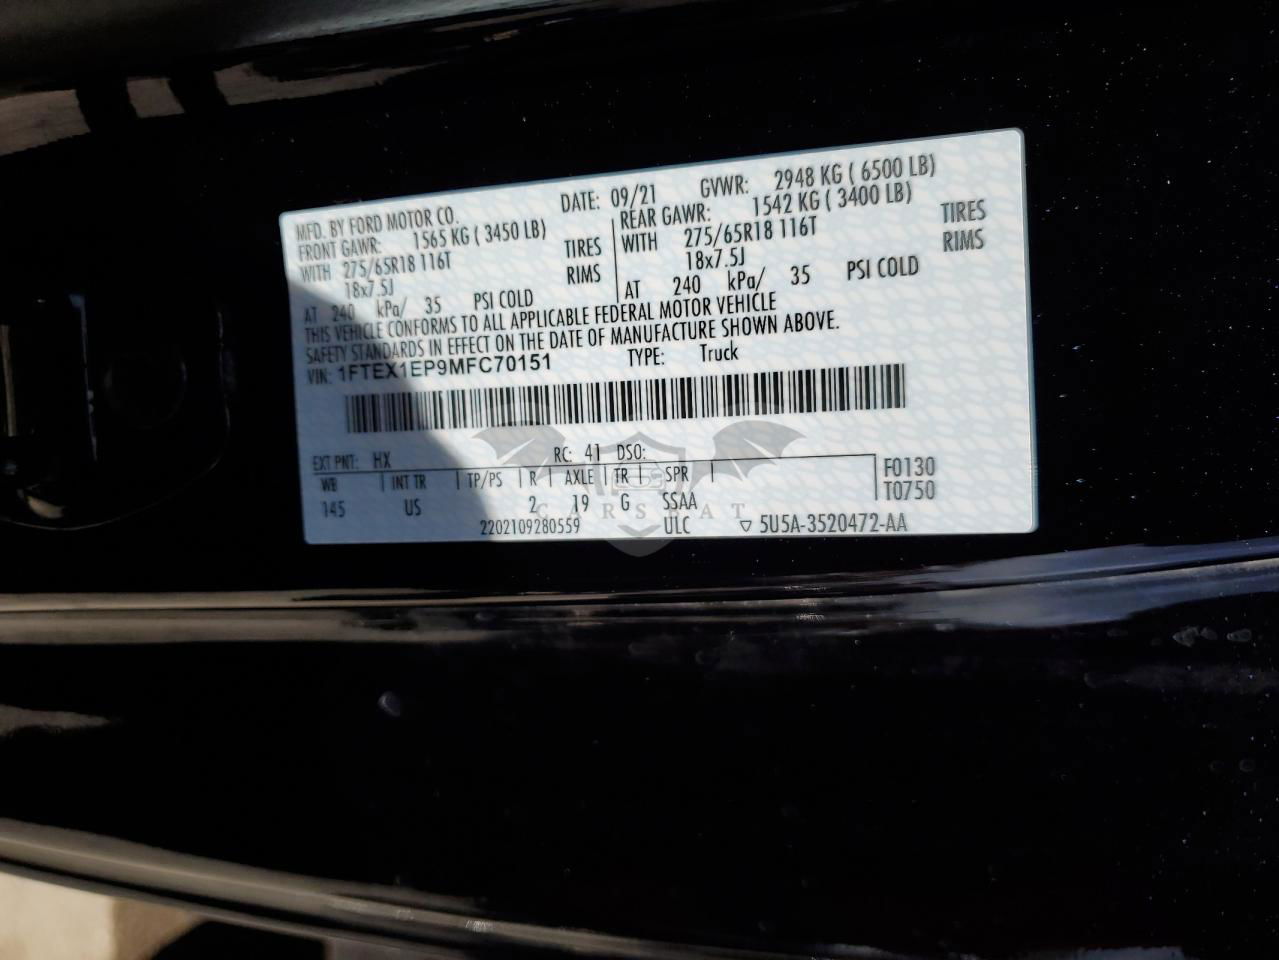 MFD. BY FORD MOTOR CO. DATE: 09/21 GVWR: 2948 KG ( 6500 LB)
FRONT GAWR: 1565 KG ( 3450 LB) REAR GAWR: 1542 KG ( 3400 LB)
WITH 275/65R18 116T TIRES WITH 275/65R18 116T TIRES
18x7.5J RIMS 18x7.5J RIMS
AT 240 kPa/ 35 PSI COLD AT 240 kPa/ 35 PSI COLD
THIS VEHICLE CONFORMS TO ALL APPLICABLE FEDERAL MOTOR VEHICLE
SAFETY STANDARDS IN EFFECT ON THE DATE OF MANUFACTURE SHOWN ABOVE.
VIN: 1FTEX1EP9MFC70151 TYPE: Truck
EXT PNT: HX RC: 41 DSO:
WB INT TR TP/PS R AXLE TR SPR F0130
145 US 2 19 G SSAA T0750
2202109280559 ULC ▽ 5U5A-3520472-AA
CARSEAT